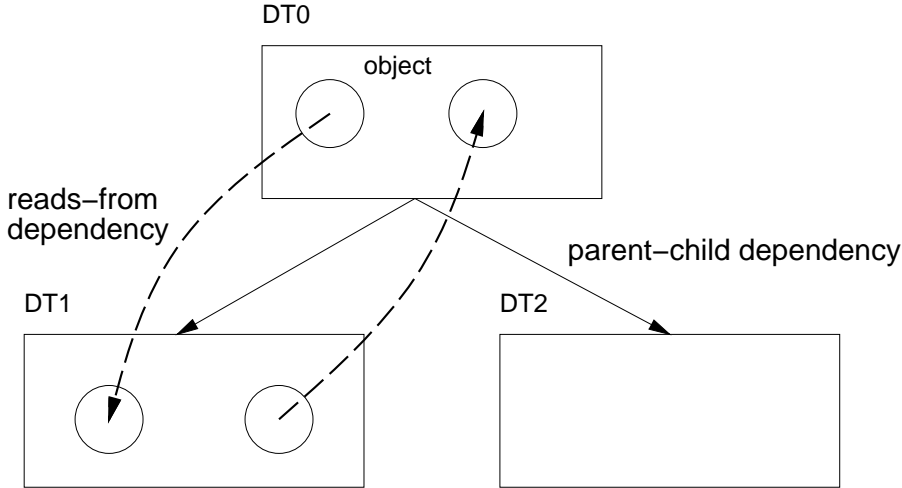 DT0
object
reads−from
dependency
parent−child dependency
DT1
DT2